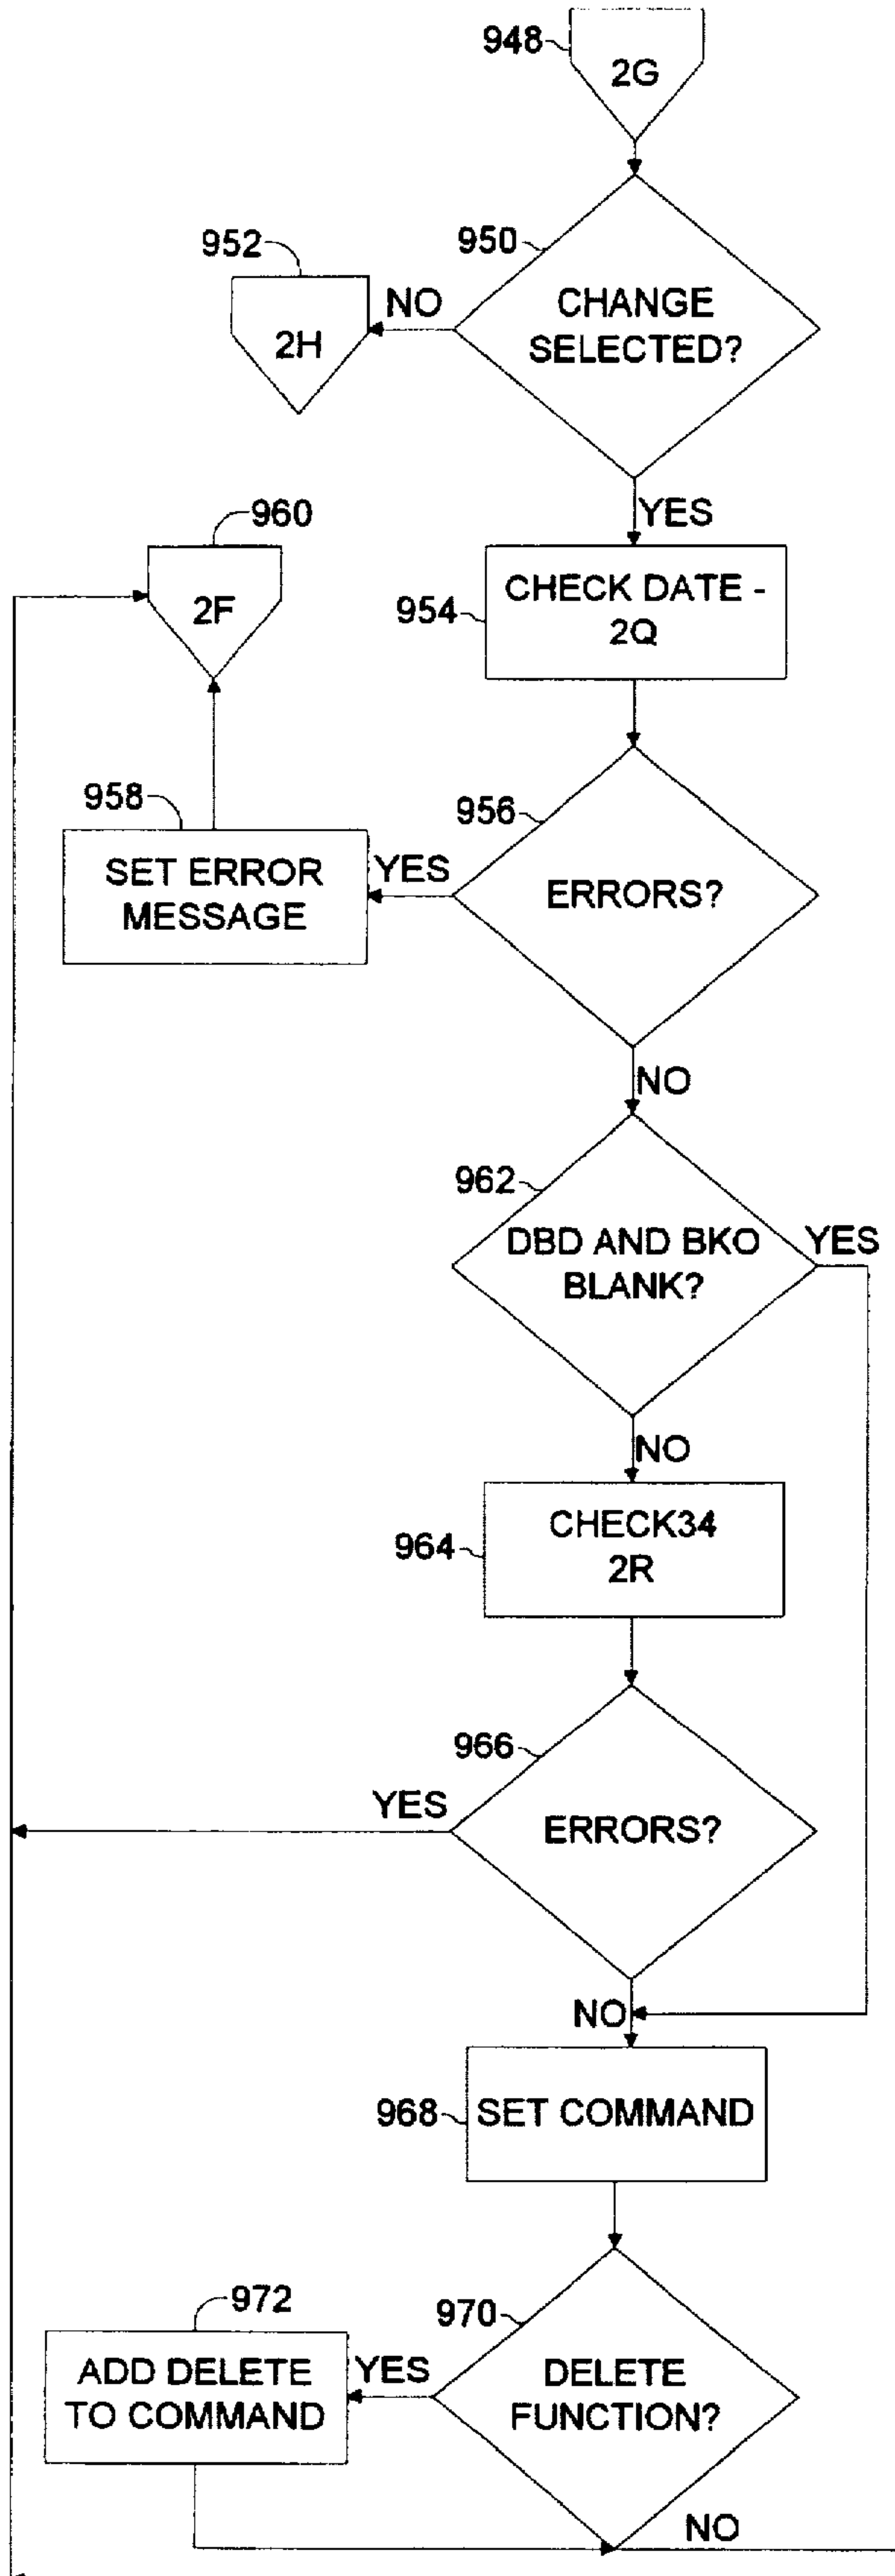 948
2G
950
CHANGE
SELECTED?
NO
952
2H
YES
954
CHECK DATE -
2Q
960
2F
956
ERRORS?
YES
958
SET ERROR
MESSAGE
NO
962
DBD AND BKO
BLANK?
YES
NO
964
CHECK34
2R
966
ERRORS?
YES
NO
968
SET COMMAND
970
DELETE
FUNCTION?
YES
972
ADD DELETE
TO COMMAND
NO